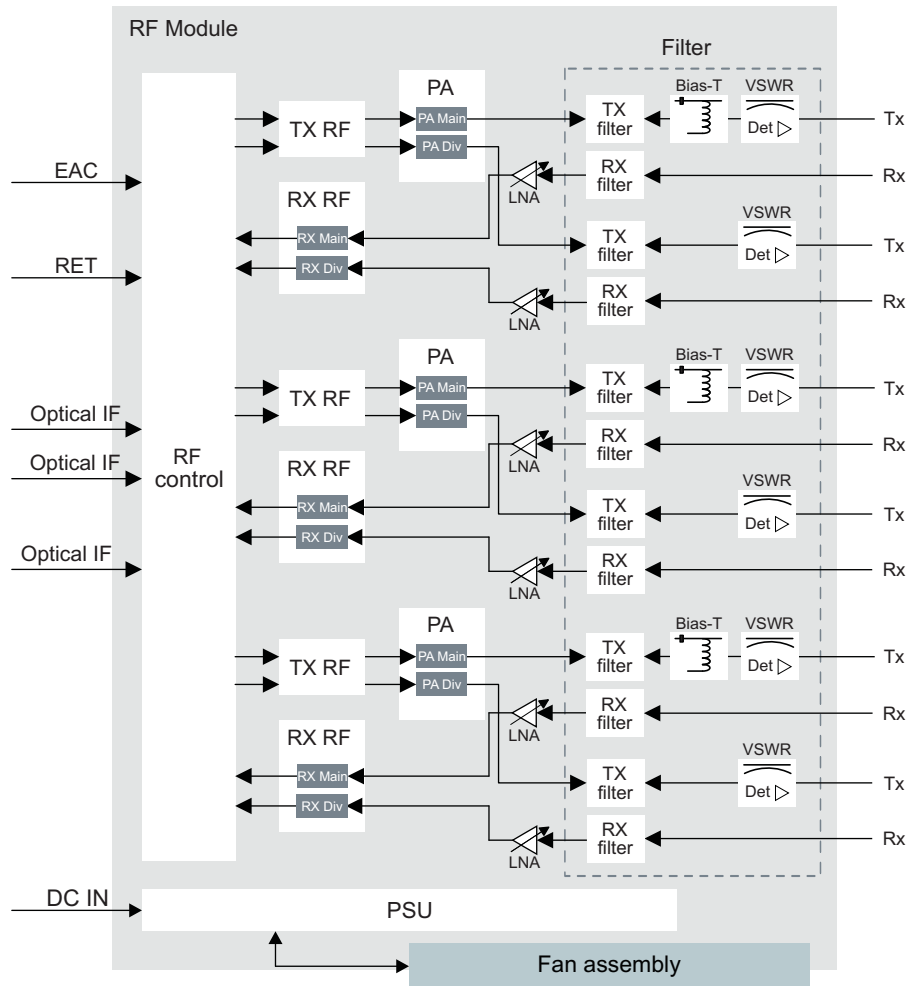 RF Module
Filter
EAC
RET
Optical IF
Optical IF
Optical IF
DC IN
RF
control
TX RF
PA
PA Main
PA Div
RX RF
RX Main
RX Div
LNA
LNA
TX
filter
RX
filter
TX
filter
RX
filter
Bias-T
VSWR
Det
VSWR
Det
Tx
Rx
Tx
Rx
TX RF
PA
PA Main
PA Div
RX RF
RX Main
RX Div
LNA
LNA
TX
filter
RX
filter
TX
filter
RX
filter
Bias-T
VSWR
Det
VSWR
Det
Tx
Rx
Tx
Rx
TX RF
PA
PA Main
PA Div
RX RF
RX Main
RX Div
LNA
LNA
TX
filter
RX
filter
TX
filter
RX
filter
Bias-T
VSWR
Det
VSWR
Det
Tx
Rx
Tx
Rx
PSU
Fan assembly